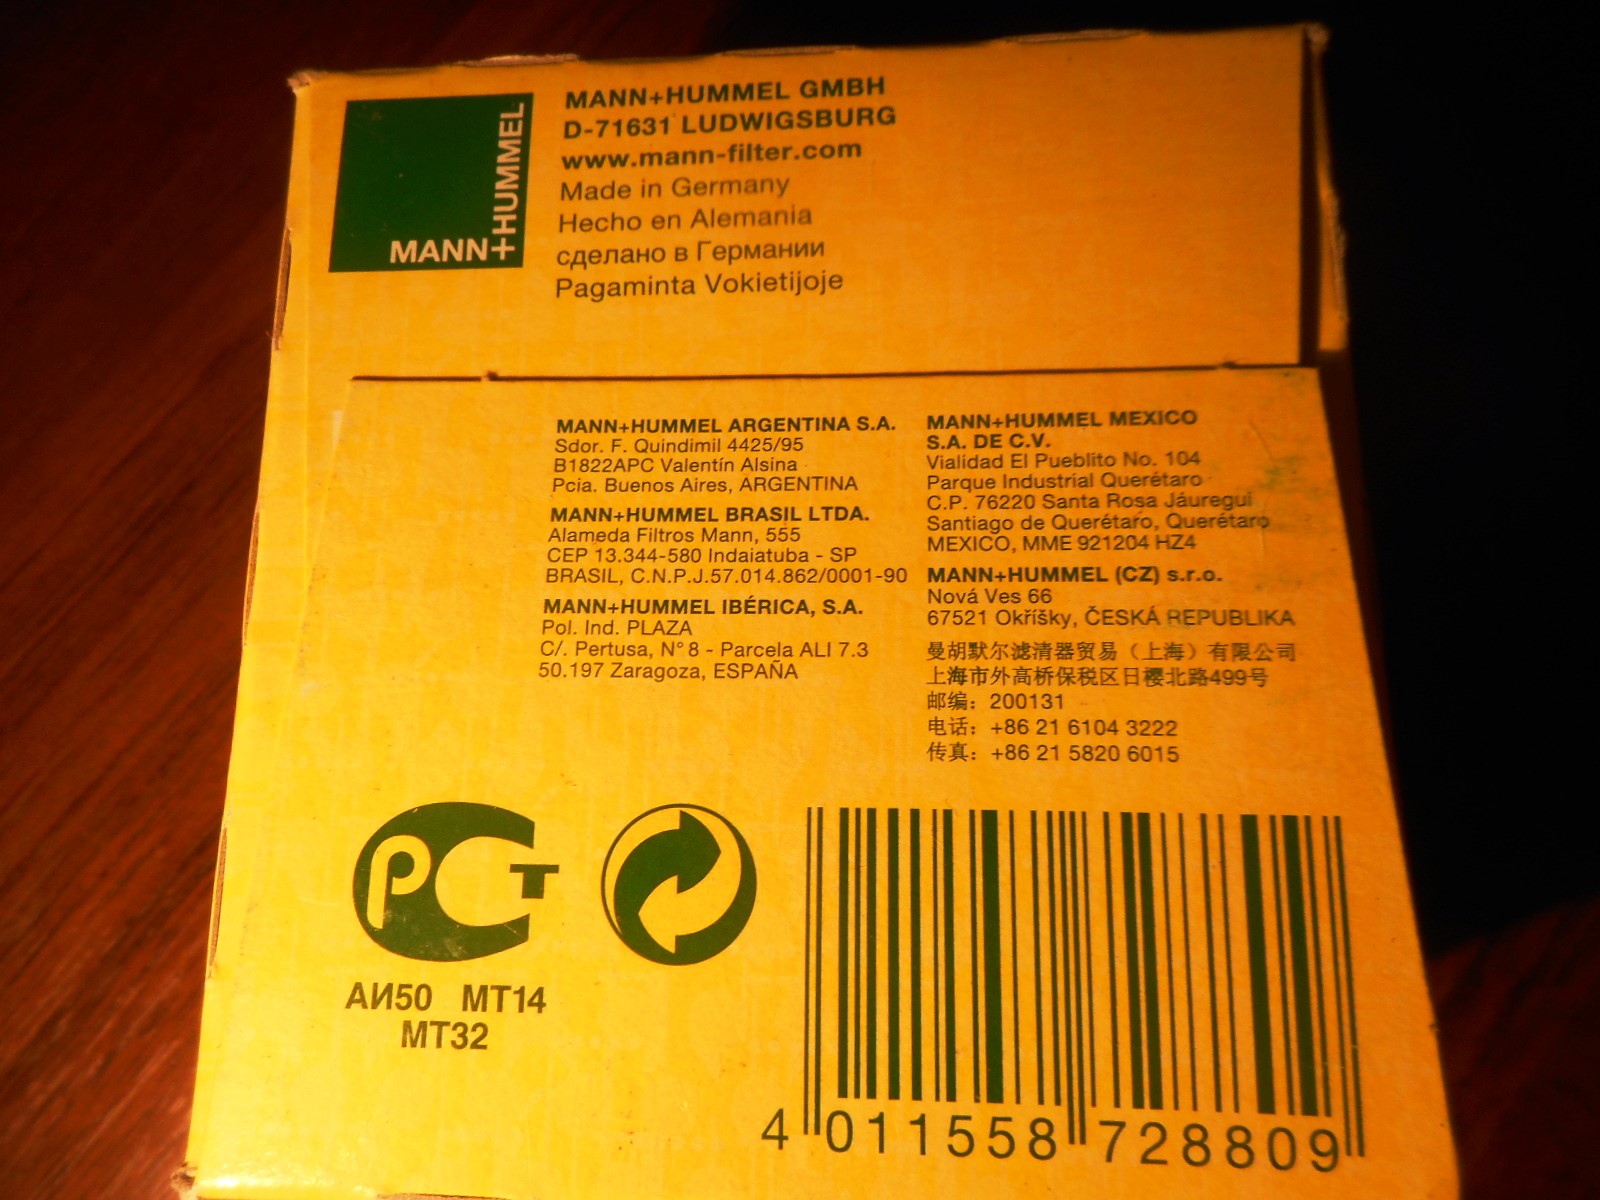 MANN+HUMMEL
MANN+HUMMEL GMBH
D-71631 LUDWIGSBURG
www.mann-filter.com
Made in Germany
Hecho en Alemania
сделано в Германии
Pagaminta Vokietijoje
MANN+HUMMEL ARGENTINA S.A.
Sdor. F. Quindimil 4425/95
B1822APC Valentín Alsina
Pcia. Buenos Aires, ARGENTINA
MANN+HUMMEL BRASIL LTDA.
Alameda Filtros Mann, 555
CEP 13.344-580 Indaiatuba - SP
BRASIL, C.N.P.J.57.014.862/0001-90
MANN+HUMMEL IBÉRICA, S.A.
Pol. Ind. PLAZA
C/. Pertusa, N° 8 - Parcela ALI 7.3
50.197 Zaragoza, ESPAÑA
MANN+HUMMEL MEXICO
S.A. DE C.V.
Vialidad El Pueblito No. 104
Parque Industrial Querétaro
C.P. 76220 Santa Rosa Jáuregui
Santiago de Querétaro, Querétaro
MEXICO, MME 921204 HZ4
MANN+HUMMEL (CZ) s.r.o.
Nová Ves 66
67521 Okříšky, ČESKÁ REPUBLIKA
曼胡默尔滤清器贸易（上海）有限公司
上海市外高桥保税区日樱北路499号
邮编：200131
电话：+86 21 6104 3222
传真：+86 21 5820 6015
РСТ
АИ50 МТ14
МТ32
4 011558 728809